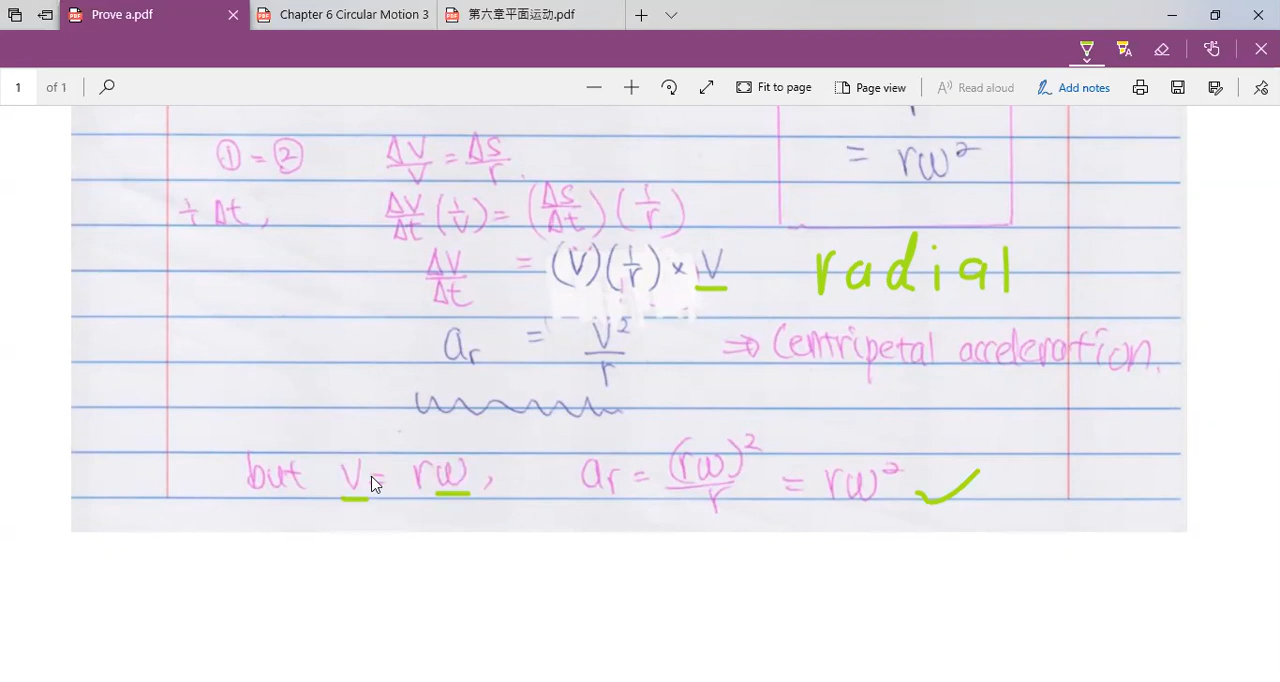 Prove a.pdf
Chapter 6 Circular Motion 3
第六章平面运动.pdf
1 of 1
Fit to page
Page view
Read aloud
Add notes
① = ② ΔV/V = ΔS/r
= rω²
÷ Δt, ΔV/Δt (1/V) = (ΔS/Δt) (1/r)
ΔV/Δt = (V)(1/r) × V
radial
ar = V²/r ⇒ Centripetal acceleration.
but V = rω, ar = (rω)²/r = rω² ✓